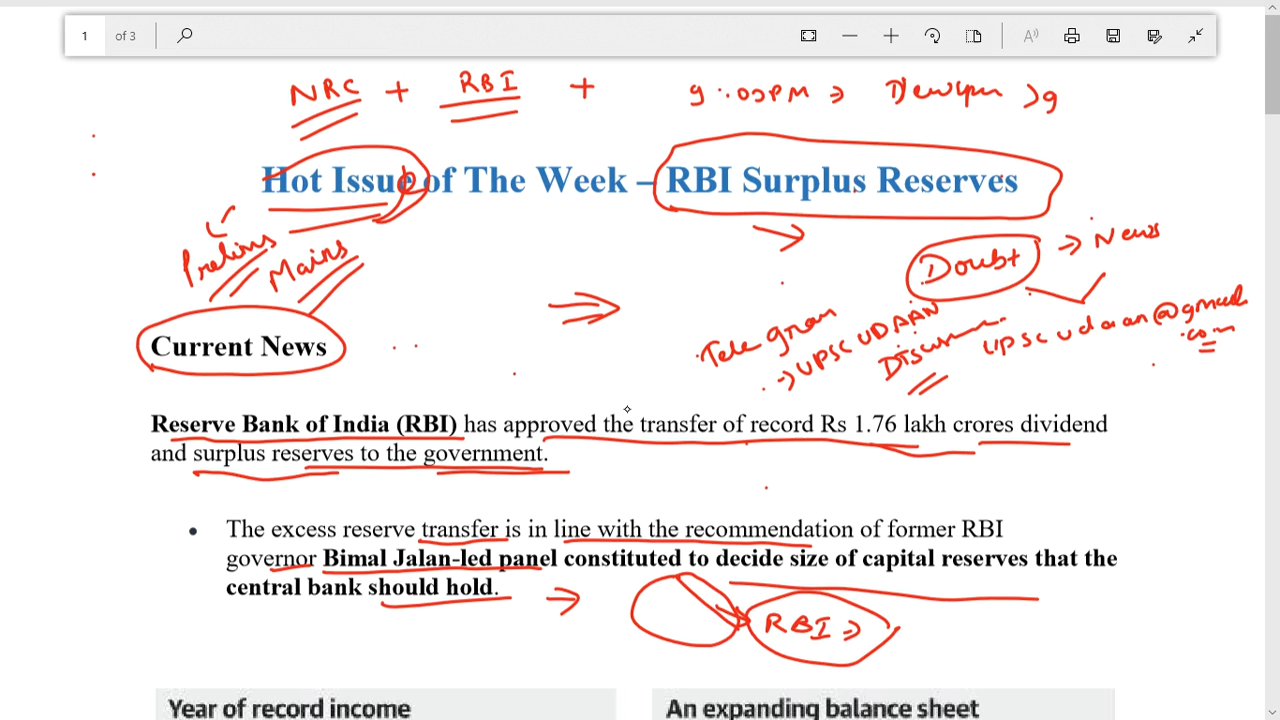 1 of 3
NRC + RBI + 9:00PM
Hot Issue of The Week – RBI Surplus Reserves
Prelims
Mains
Doubt → News
Telegram
→ UPSC UDAAN
upscudaan@gmail
.com
Current News
Reserve Bank of India (RBI) has approved the transfer of record Rs 1.76 lakh crores dividend
and surplus reserves to the government.
• The excess reserve transfer is in line with the recommendation of former RBI
governor Bimal Jalan-led panel constituted to decide size of capital reserves that the
central bank should hold.
RBI
Year of record income
An expanding balance sheet